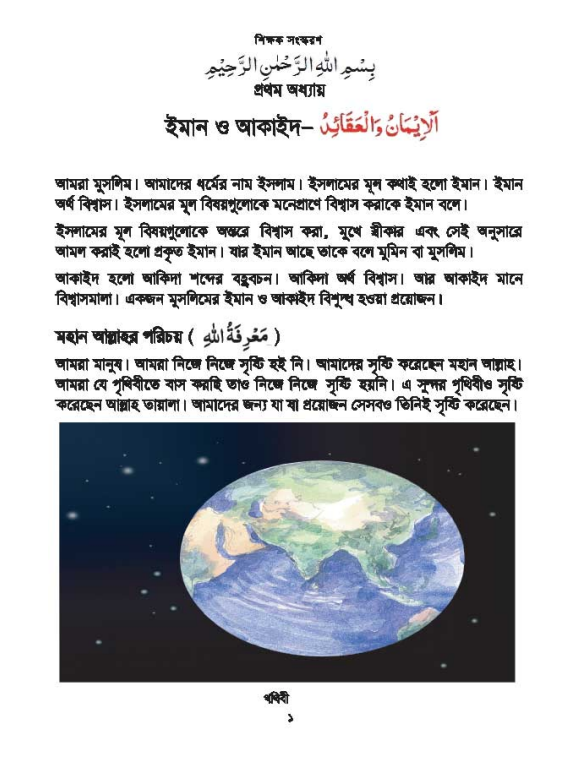 শিক্ষক সংস্করণ
بِسْمِ اللهِ الرَّحْمٰنِ الرَّحِيْمِ
প্রথম অধ্যায়
ইমান ও আকাইদ– اَلْاِيْمَانُ وَالْعَقَائِدُ
আমরা মুসলিম। আমাদের ধর্মের নাম ইসলাম। ইসলামের মূল কথাই হলো ইমান। ইমান
অর্থ বিশ্বাস। ইসলামের মূল বিষয়গুলোকে মনেপ্রাণে বিশ্বাস করাকে ইমান বলে।
ইসলামের মূল বিষয়গুলোকে অন্তরে বিশ্বাস করা, মুখে স্বীকার এবং সেই অনুসারে
আমল করাই হলো প্রকৃত ইমান। যার ইমান আছে তাকে বলে মুমিন বা মুসলিম।
আকাইদ হলো আকিদা শব্দের বহুবচন। আকিদা অর্থ বিশ্বাস। আর আকাইদ মানে
বিশ্বাসমালা। একজন মুসলিমের ইমান ও আকাইদ বিশুদ্ধ হওয়া প্রয়োজন।
মহান আল্লাহর পরিচয় ( مَعْرِفَةُ اللهِ )
আমরা মানুষ। আমরা নিজে নিজে সৃষ্টি হই নি। আমাদের সৃষ্টি করেছেন মহান আল্লাহ।
আমরা যে পৃথিবীতে বাস করছি তাও নিজে নিজে সৃষ্টি হয়নি। এ সুন্দর পৃথিবীও সৃষ্টি
করেছেন আল্লাহ তায়ালা। আমাদের জন্য যা যা প্রয়োজন সেসবও তিনিই সৃষ্টি করেছেন।
পৃথিবী
১